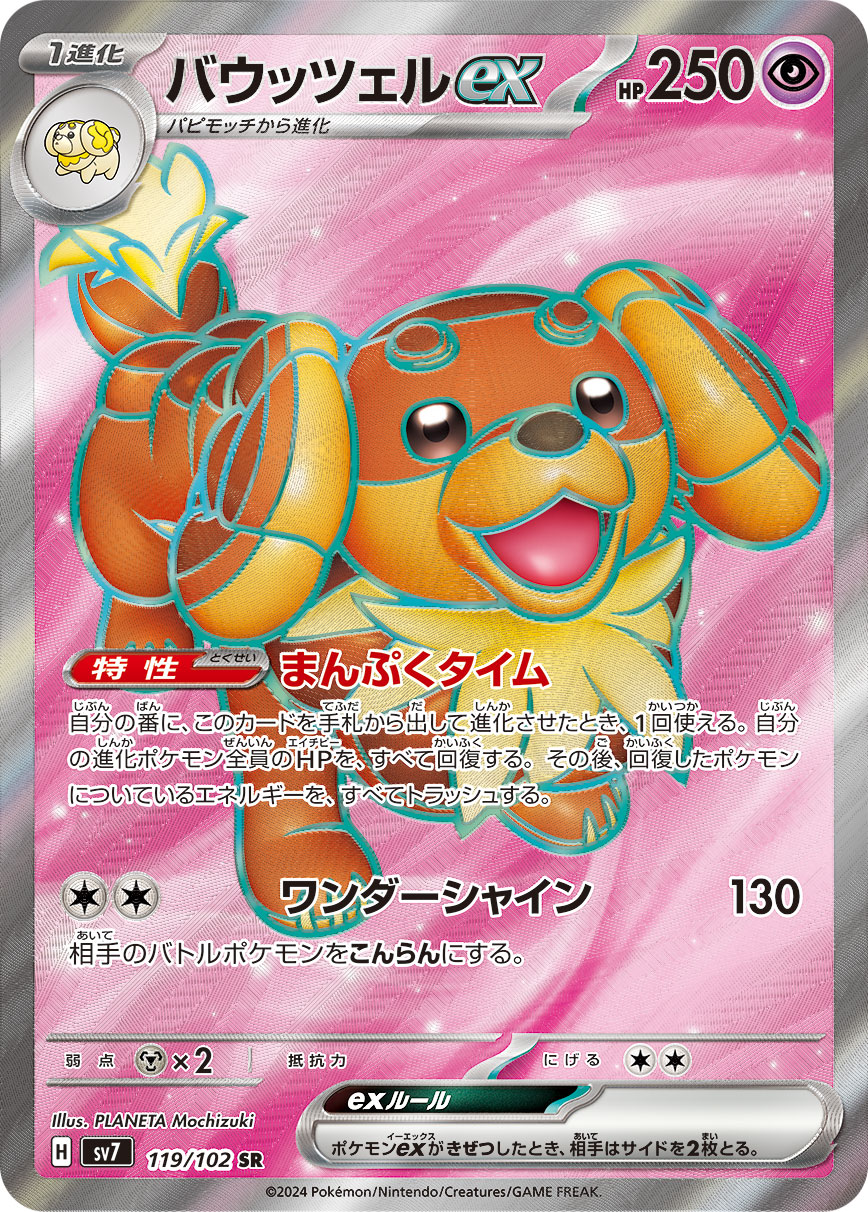 1進化
バウッツェルex
HP250
パピモッチから進化
特性 とくせい まんぷくタイム
自分の番に、このカードを手札から出して進化させたとき、1回使える。自分
の進化ポケモン全員のHPを、すべて回復する。その後、回復したポケモン
についているエネルギーを、すべてトラッシュする。
ワンダーシャイン 130
相手のバトルポケモンをこんらんにする。
弱点 ×2 抵抗力 にげる
Illus. PLANETA Mochizuki
exルール
ポケモンexがきぜつしたとき、相手はサイドを2枚とる。
H sv7 119/102 SR
©2024 Pokémon/Nintendo/Creatures/GAME FREAK.